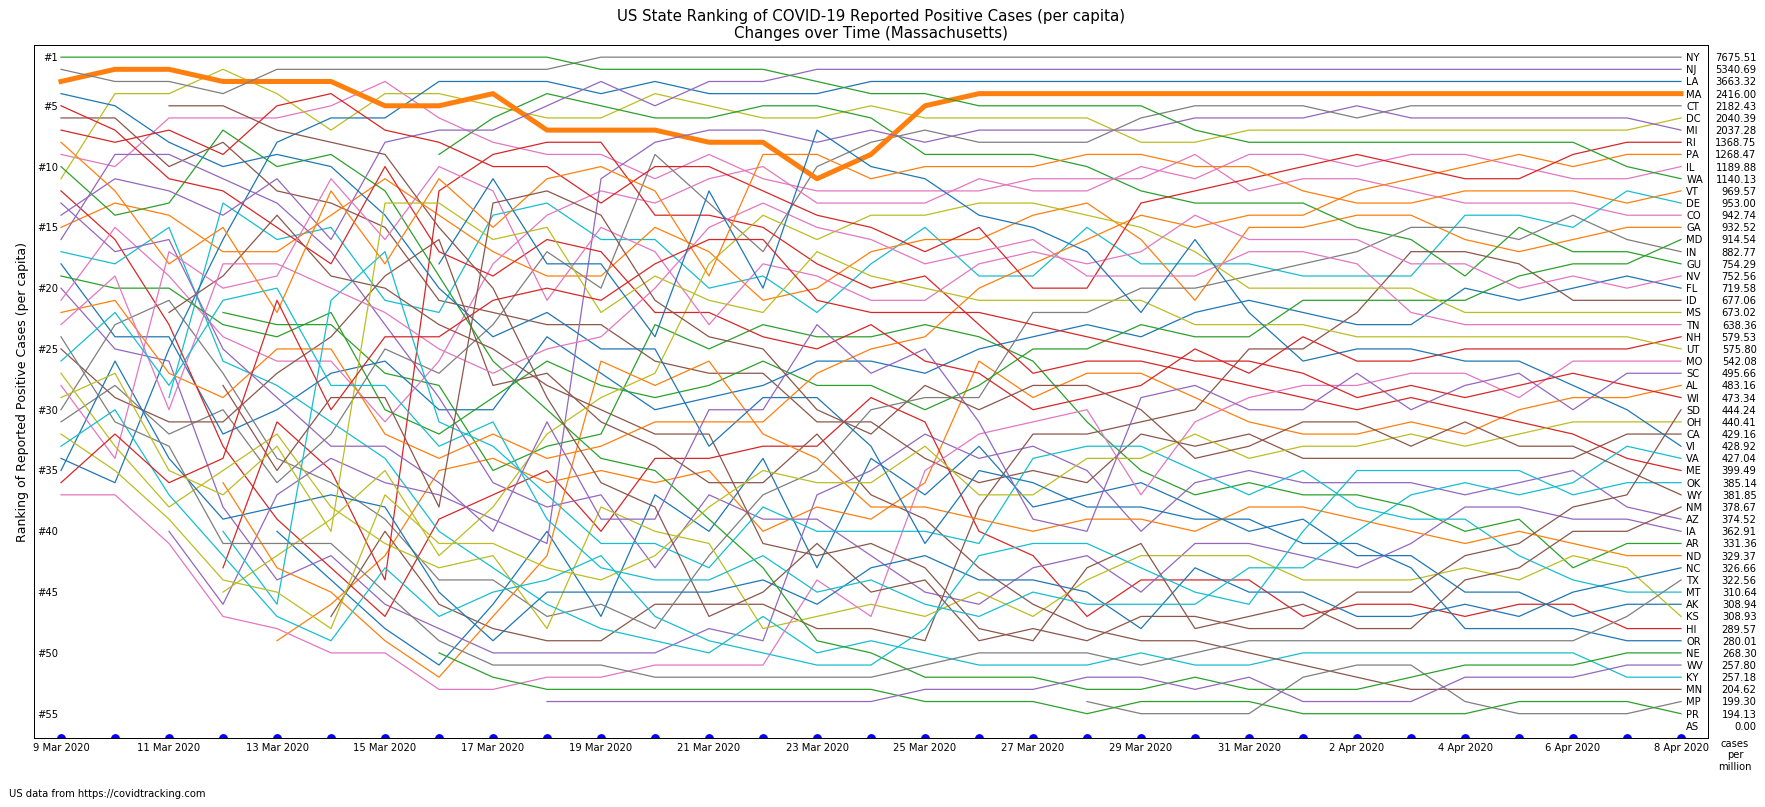 US State Ranking of COVID-19 Reported Positive Cases (per capita)
Changes over Time (Massachusetts)
Ranking of Reported Positive Cases (per capita)
#1
#5
#10
#15
#20
#25
#30
#35
#40
#45
#50
#55
NY 7675.51
NJ 5340.69
LA 3663.32
MA 2416.00
CT 2182.43
DC 2040.39
MI 2037.28
RI 1368.75
PA 1268.47
IL 1189.88
WA 1140.13
VT 969.57
DE 953.00
CO 942.74
GA 932.52
MD 914.54
IN 882.77
GU 754.29
NV 752.56
FL 719.58
ID 677.06
MS 673.02
TN 638.36
NH 579.53
UT 575.80
MO 542.08
SC 495.66
AL 483.16
WI 473.34
SD 444.24
OH 440.41
CA 429.16
VI 428.92
VA 427.04
ME 399.49
OK 385.14
WY 381.85
NM 378.67
AZ 374.52
IA 362.91
AR 331.36
ND 329.37
NC 326.66
TX 322.56
MT 310.64
AK 308.94
KS 308.93
HI 289.57
OR 280.01
NE 268.30
WV 257.80
KY 257.18
MN 204.62
MP 199.30
PR 194.13
AS 0.00
9 Mar 2020 11 Mar 2020 13 Mar 2020 15 Mar 2020 17 Mar 2020 19 Mar 2020 21 Mar 2020 23 Mar 2020 25 Mar 2020 27 Mar 2020 29 Mar 2020 31 Mar 2020 2 Apr 2020 4 Apr 2020 6 Apr 2020 8 Apr 2020
cases
per
million
US data from https://covidtracking.com